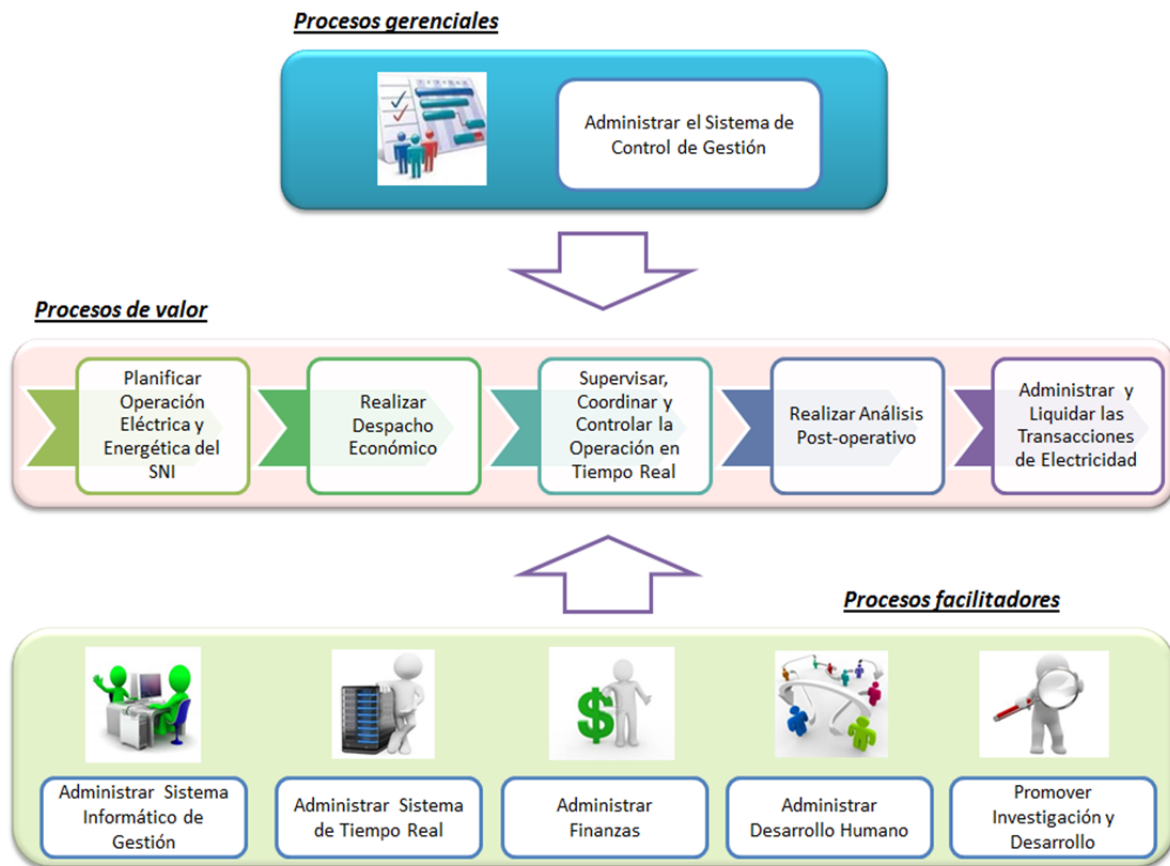 Procesos gerenciales
Administrar el Sistema de
Control de Gestión
Procesos de valor
Planificar
Operación
Eléctrica y
Energética del
SNI
Realizar
Despacho
Económico
Supervisar,
Coordinar y
Controlar la
Operación en
Tiempo Real
Realizar Análisis
Post-operativo
Administrar y
Liquidar las
Transacciones
de Electricidad
Procesos facilitadores
Administrar Sistema
Informático de
Gestión
Administrar Sistema
de Tiempo Real
Administrar
Finanzas
Administrar
Desarrollo Humano
Promover
Investigación y
Desarrollo